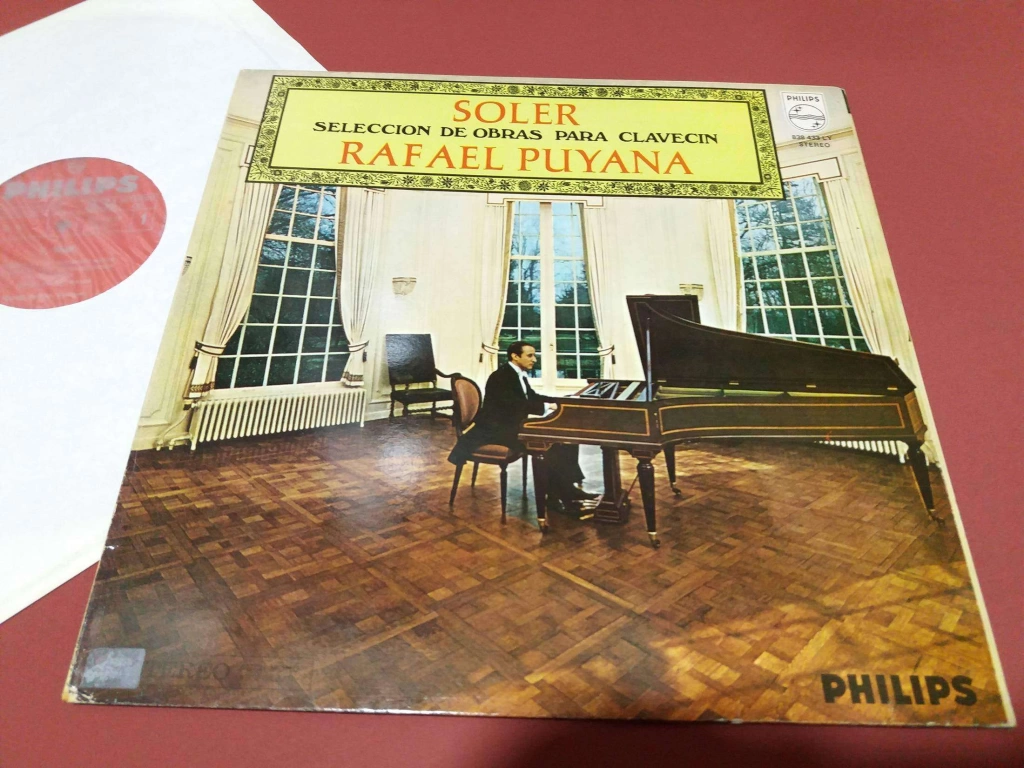 SOLER
SELECCION DE OBRAS PARA CLAVECIN
RAFAEL PUYANA
PHILIPS
STEREO
PHILIPS
PHILIPS